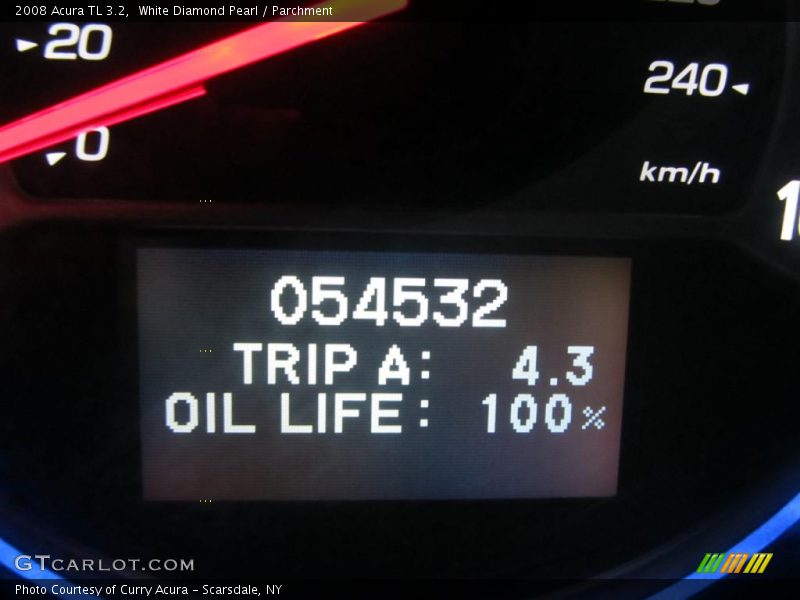 2008 Acura TL 3.2,  White Diamond Pearl / Parchment
20
240
0
km/h
054532
TRIP A: 4.3
OIL LIFE: 100%
GTCARLOT.COM
Photo Courtesy of Curry Acura - Scarsdale, NY